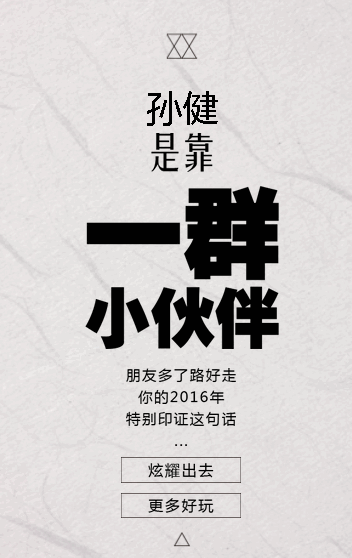 孙健
是靠
一群
小伙伴
朋友多了路好走
你的2016年
特别印证这句话
...
炫耀出去
更多好玩